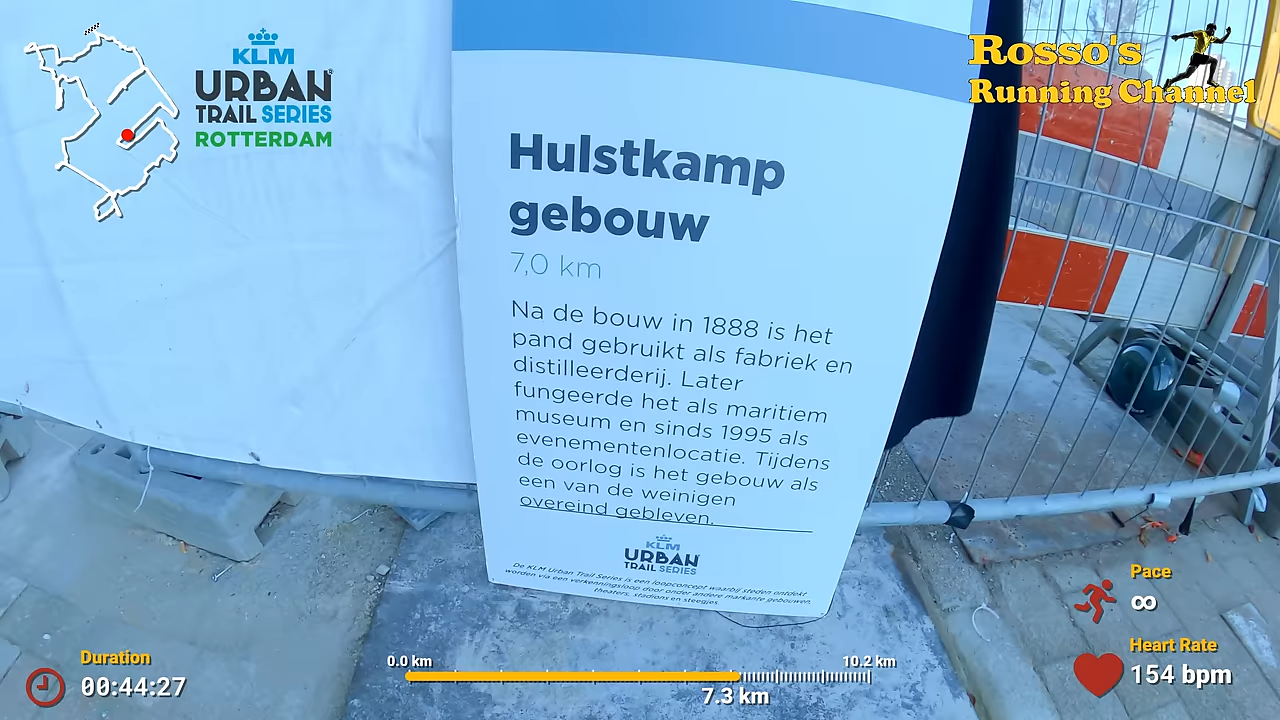 KLM
URBAN
TRAIL SERIES
ROTTERDAM
Rosso's
Running Channel
Hulstkamp
gebouw
7,0 km
Na de bouw in 1888 is het
pand gebruikt als fabriek en
distilleerderij. Later
fungeerde het als maritiem
museum en sinds 1995 als
evenementenlocatie. Tijdens
de oorlog is het gebouw als
een van de weinigen
overeind gebleven.
KLM
URBAN
TRAIL SERIES
De KLM Urban Trail Series is een loopconcept waarbij steden ontdekt
worden via een verkenningsloop door onder andere markante gebouwen,
theaters, stadions en steegjes.
Pace
∞
Heart Rate
154 bpm
Duration
00:44:27
0.0 km
10.2 km
7.3 km